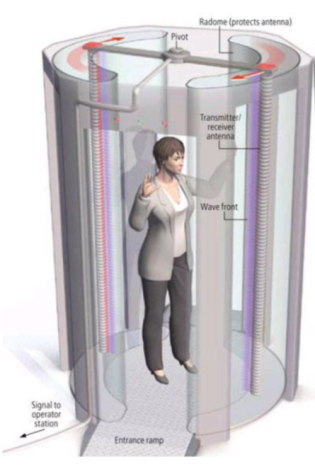 Radome (protects antenna)
Pivot
Transmitter/
receiver
antenna
Wave front
Signal to
operator
station
Entrance ramp